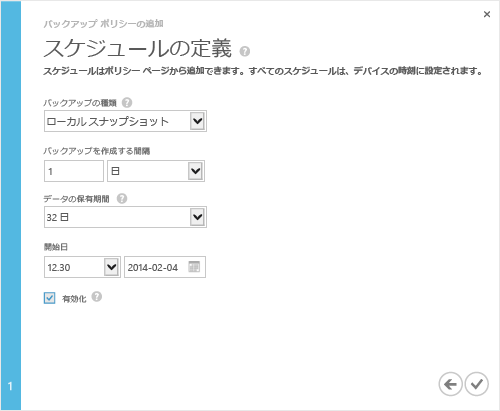 バックアップ ポリシーの追加
スケジュールの定義 ?
スケジュールはポリシー ページから追加できます。すべてのスケジュールは、デバイスの時刻に設定されます。
バックアップの種類 ?
ローカル スナップショット
バックアップを作成する間隔
1 日
データの保有期間 ?
32 日
開始日
12.30 2014-02-04
有効化 ?
1